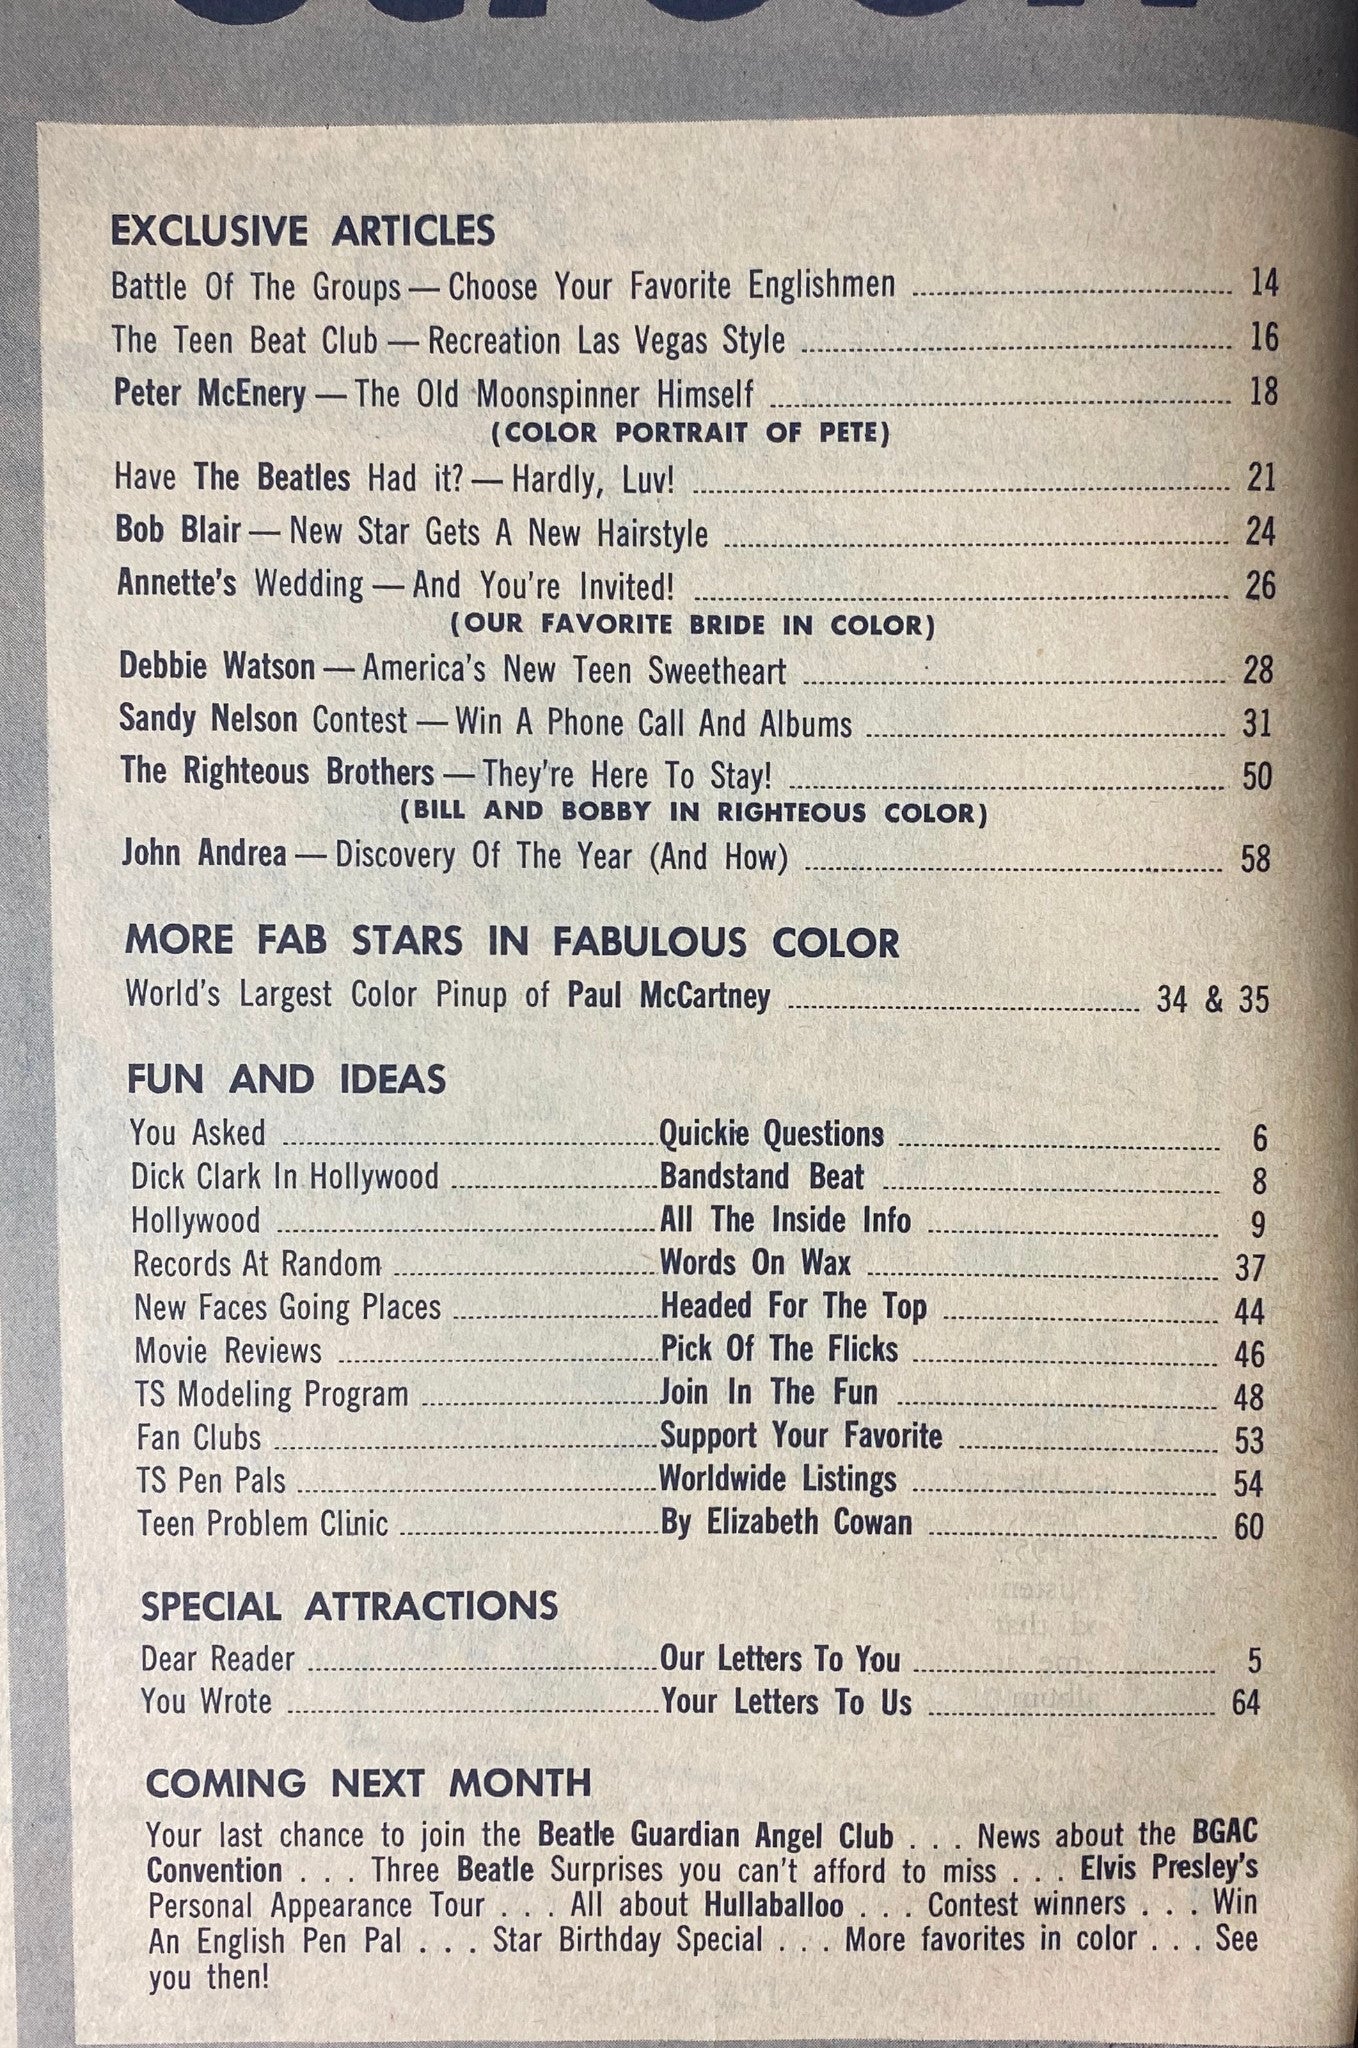 EXCLUSIVE ARTICLES
Battle Of The Groups — Choose Your Favorite Englishmen 14
The Teen Beat Club — Recreation Las Vegas Style 16
Peter McEnery — The Old Moonspinner Himself 18
(COLOR PORTRAIT OF PETE)
Have The Beatles Had it? — Hardly, Luv! 21
Bob Blair — New Star Gets A New Hairstyle 24
Annette's Wedding — And You're Invited! 26
(OUR FAVORITE BRIDE IN COLOR)
Debbie Watson — America's New Teen Sweetheart 28
Sandy Nelson Contest — Win A Phone Call And Albums 31
The Righteous Brothers — They're Here To Stay! 50
(BILL AND BOBBY IN RIGHTEOUS COLOR)
John Andrea — Discovery Of The Year (And How) 58
MORE FAB STARS IN FABULOUS COLOR
World's Largest Color Pinup of Paul McCartney 34 & 35
FUN AND IDEAS
You Asked Quickie Questions 6
Dick Clark In Hollywood Bandstand Beat 8
Hollywood All The Inside Info 9
Records At Random Words On Wax 37
New Faces Going Places Headed For The Top 44
Movie Reviews Pick Of The Flicks 46
TS Modeling Program Join In The Fun 48
Fan Clubs Support Your Favorite 53
TS Pen Pals Worldwide Listings 54
Teen Problem Clinic By Elizabeth Cowan 60
SPECIAL ATTRACTIONS
Dear Reader Our Letters To You 5
You Wrote Your Letters To Us 64
COMING NEXT MONTH
Your last chance to join the Beatle Guardian Angel Club . . . News about the BGAC
Convention . . . Three Beatle Surprises you can't afford to miss . . . Elvis Presley's
Personal Appearance Tour . . . All about Hullaballoo . . . Contest winners . . . Win
An English Pen Pal . . . Star Birthday Special . . . More favorites in color . . . See
you then!